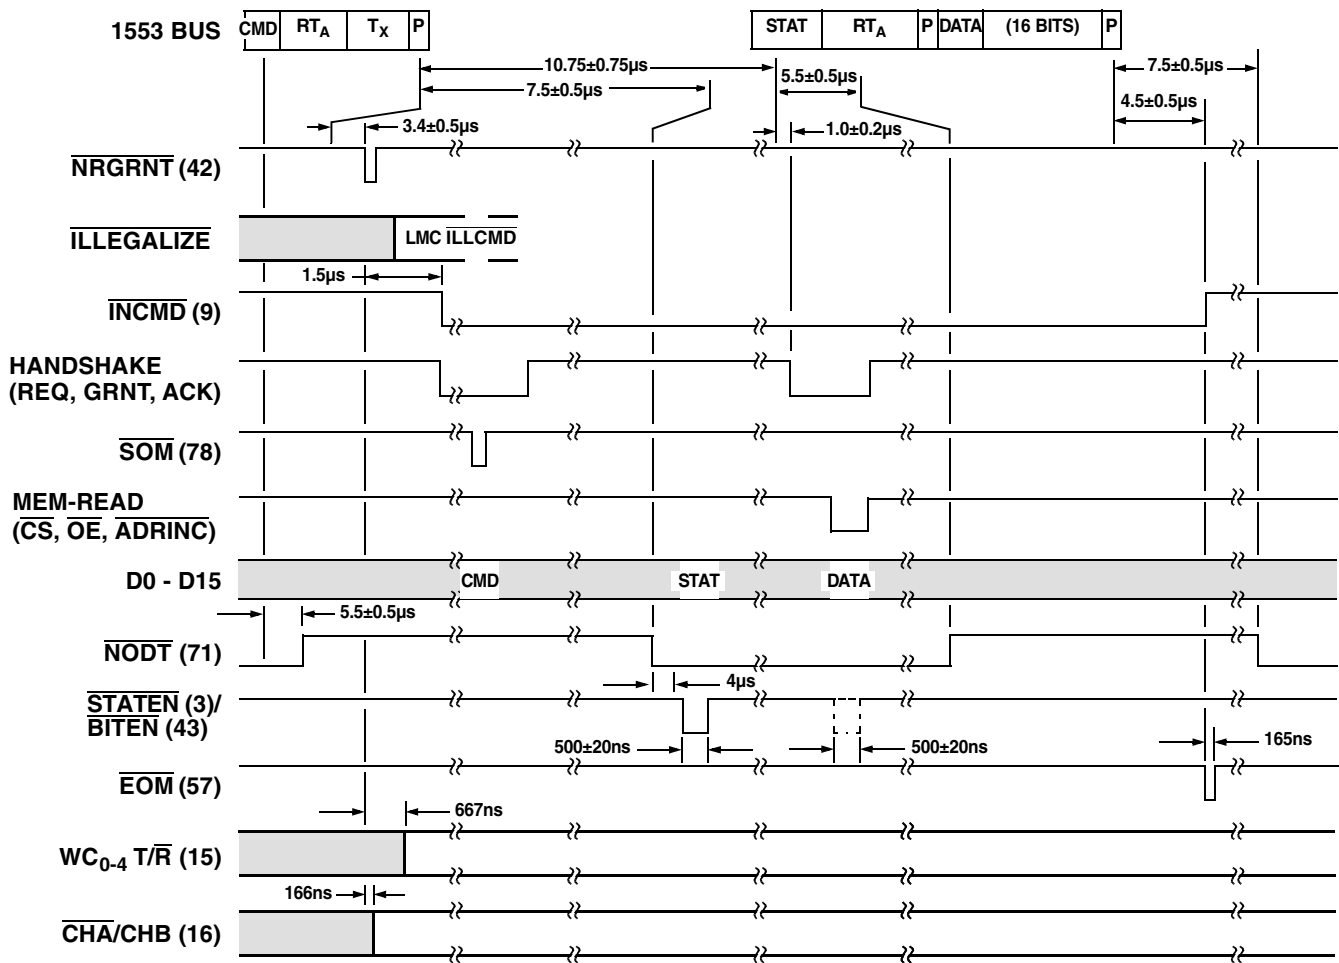 1553 BUS CMD RTA TX P STAT RTA P DATA (16 BITS) P
10.75±0.75µs 7.5±0.5µs
5.5±0.5µs
7.5±0.5µs
4.5±0.5µs
3.4±0.5µs 1.0±0.2µs
NRGRNT (42)
ILLEGALIZE LMC ILLCMD
1.5µs
INCMD (9)
HANDSHAKE
(REQ, GRNT, ACK)
SOM (78)
MEM-READ
(CS, OE, ADRINC)
D0 - D15 CMD STAT DATA
5.5±0.5µs
NODT (71)
4µs
STATEN (3)/
BITEN (43)
500±20ns 500±20ns 165ns
EOM (57)
667ns
WC0-4 T/R (15)
166ns
CHA/CHB (16)